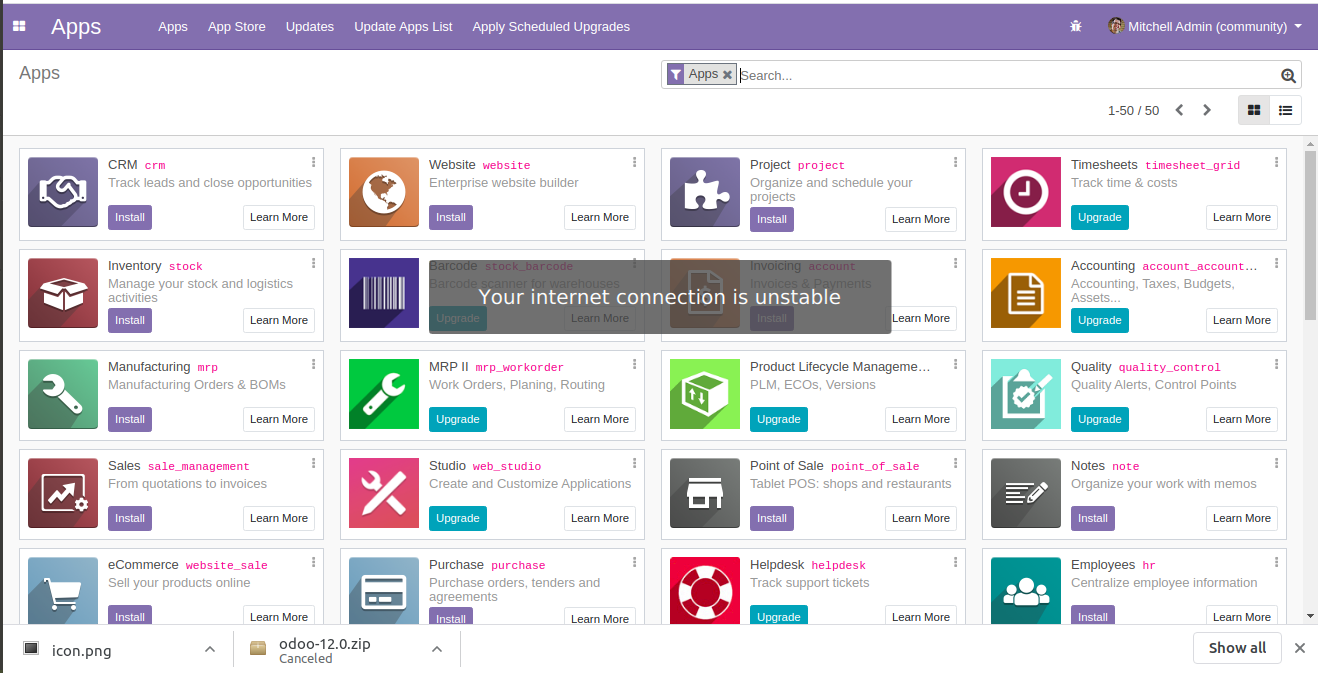 Apps Apps App Store Updates Update Apps List Apply Scheduled Upgrades Mitchell Admin (community)
Apps
Apps Search...
1-50 / 50
CRM crm
Track leads and close opportunities
Install Learn More
Website website
Enterprise website builder
Install Learn More
Project project
Organize and schedule your
projects
Install Learn More
Timesheets timesheet_grid
Track time & costs
Upgrade Learn More
Inventory stock
Manage your stock and logistics
activities
Install Learn More
Barcode stock_barcode
Barcode scanner for warehouses
Upgrade Learn More
Invoicing account
Invoices & Payments
Install Learn More
Your internet connection is unstable
Accounting account_account...
Accounting, Taxes, Budgets,
Assets...
Upgrade Learn More
Manufacturing mrp
Manufacturing Orders & BOMs
Install Learn More
MRP II mrp_workorder
Work Orders, Planing, Routing
Upgrade Learn More
Product Lifecycle Manageme...
PLM, ECOs, Versions
Upgrade Learn More
Quality quality_control
Quality Alerts, Control Points
Upgrade Learn More
Sales sale_management
From quotations to invoices
Install Learn More
Studio web_studio
Create and Customize Applications
Upgrade Learn More
Point of Sale point_of_sale
Tablet POS: shops and restaurants
Install Learn More
Notes note
Organize your work with memos
Install Learn More
eCommerce website_sale
Sell your products online
Install Learn More
Purchase purchase
Purchase orders, tenders and
agreements
Install Learn More
Helpdesk helpdesk
Track support tickets
Upgrade Learn More
Employees hr
Centralize employee information
Install Learn More
icon.png
odoo-12.0.zip
Canceled
Show all